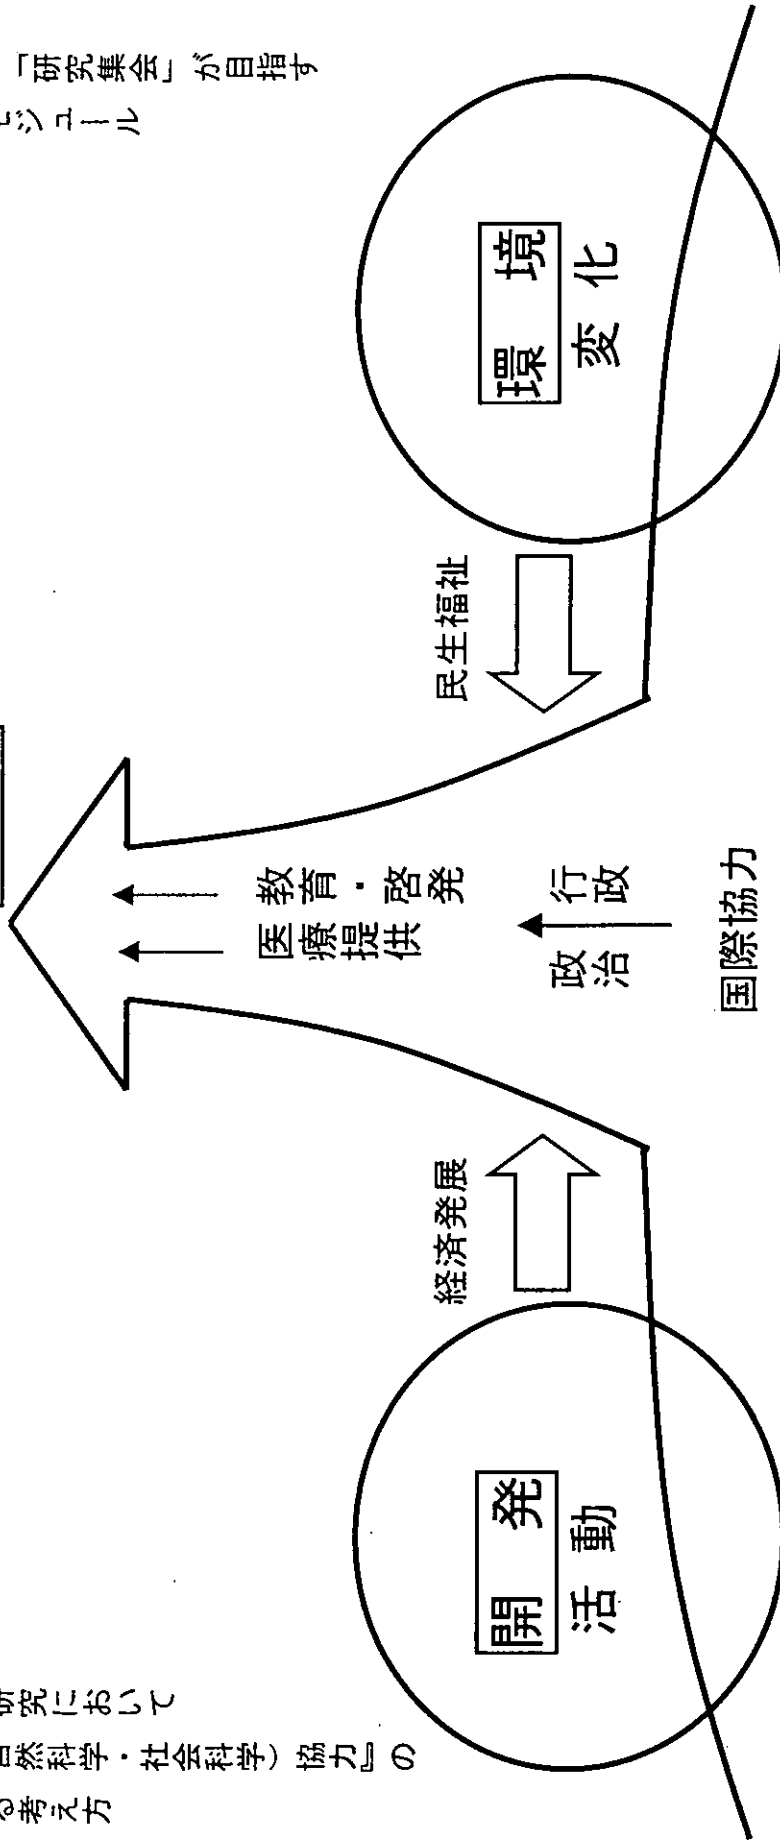 研究において
自然科学・社会科学）協力』の
る考え方
「研究集会」が目指す
ジュール
医療提供
教育・啓発
経済発展
民生福祉
開発
活動
政治
行政
環境
変化
国際協力